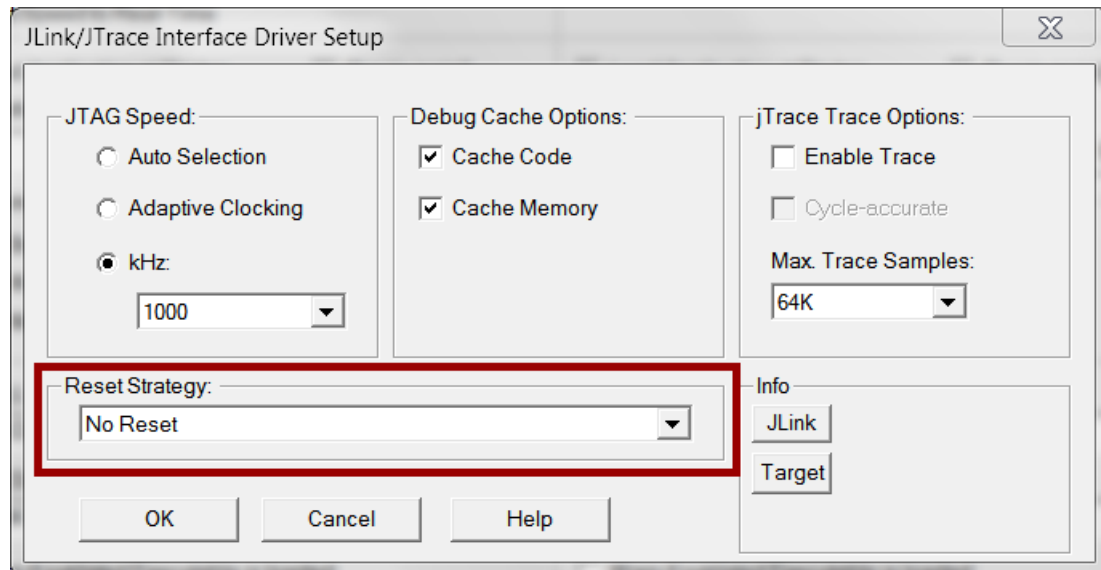 JLink/JTrace Interface Driver Setup
JTAG Speed:
Auto Selection
Adaptive Clocking
kHz:
1000
Debug Cache Options:
Cache Code
Cache Memory
jTrace Trace Options:
Enable Trace
Cycle-accurate
Max. Trace Samples:
64K
Reset Strategy:
No Reset
Info
JLink
Target
OK
Cancel
Help